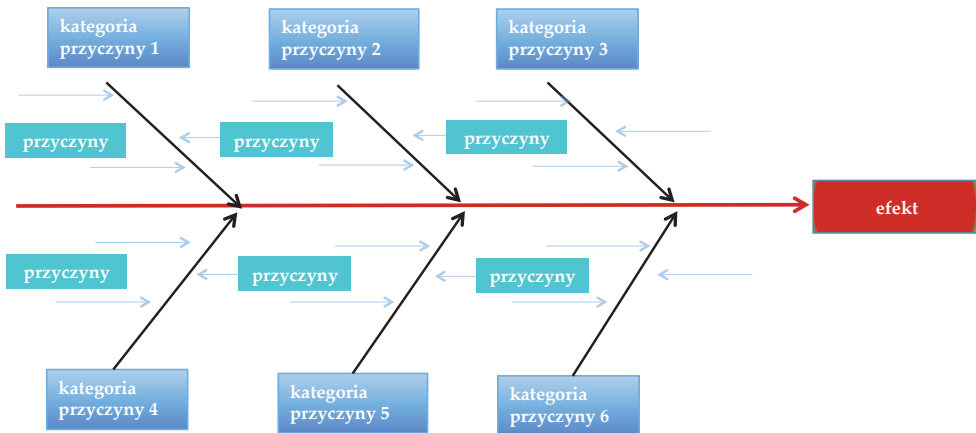 kategoria
przyczyny 1
kategoria
przyczyny 2
kategoria
przyczyny 3
przyczyny
przyczyny
przyczyny
efekt
przyczyny
przyczyny
przyczyny
kategoria
przyczyny 4
kategoria
przyczyny 5
kategoria
przyczyny 6